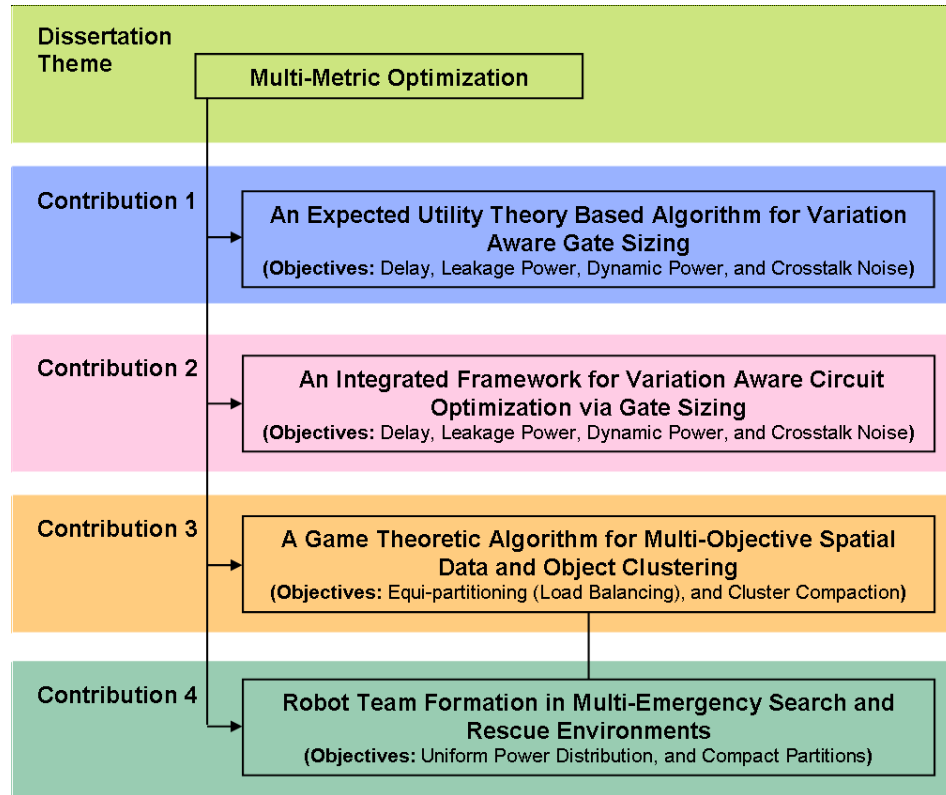 Dissertation
Theme
Multi-Metric Optimization
Contribution 1
An Expected Utility Theory Based Algorithm for Variation
Aware Gate Sizing
(Objectives: Delay, Leakage Power, Dynamic Power, and Crosstalk Noise)
Contribution 2
An Integrated Framework for Variation Aware Circuit
Optimization via Gate Sizing
(Objectives: Delay, Leakage Power, Dynamic Power, and Crosstalk Noise)
Contribution 3
A Game Theoretic Algorithm for Multi-Objective Spatial
Data and Object Clustering
(Objectives: Equi-partitioning (Load Balancing), and Cluster Compaction)
Contribution 4
Robot Team Formation in Multi-Emergency Search and
Rescue Environments
(Objectives: Uniform Power Distribution, and Compact Partitions)